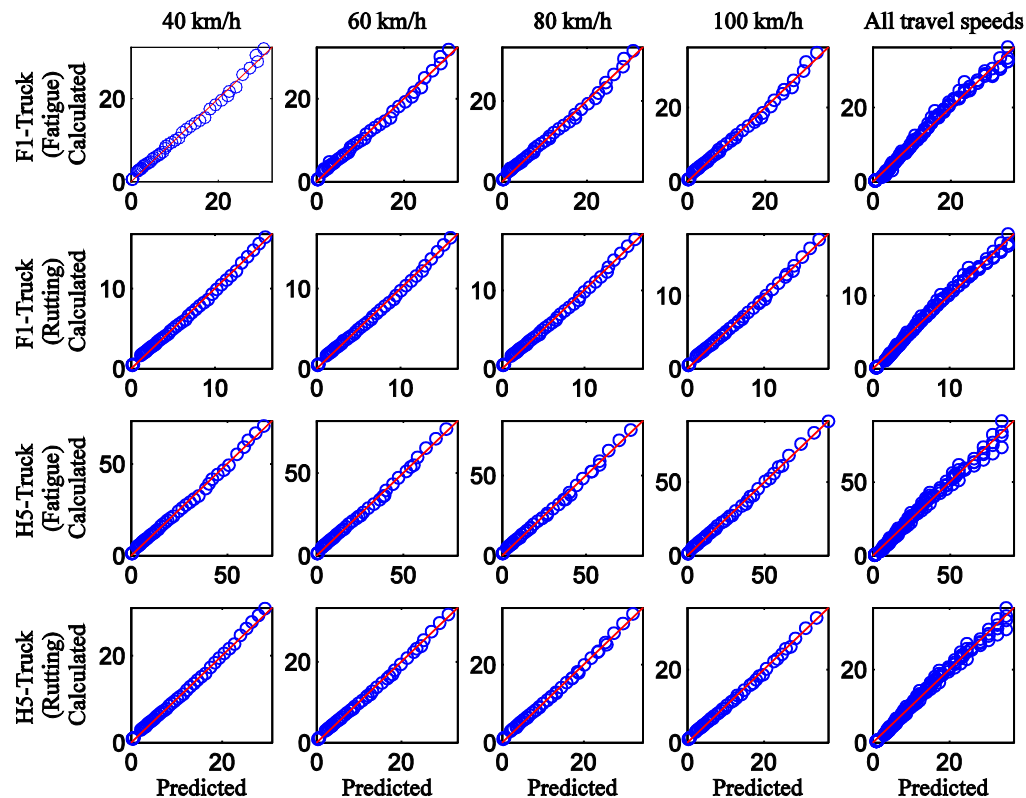 40 km/h 60 km/h 80 km/h 100 km/h All travel speeds
F1-Truck
(Fatigue)
Calculated
20 20 20 20 20
0 0 0 0 0
0 20 0 20 0 20 0 20 0 20
F1-Truck
(Rutting)
Calculated
10 10 10 10 10
0 0 0 0 0
0 10 0 10 0 10 0 10 0 10
H5-Truck
(Fatigue)
Calculated
50 50 50 50 50
0 0 0 0 0
0 50 0 50 0 50 0 50 0 50
H5-Truck
(Rutting)
Calculated
20 20 20 20 20
0 0 0 0 0
0 20 0 20 0 20 0 20 0 20
Predicted Predicted Predicted Predicted Predicted